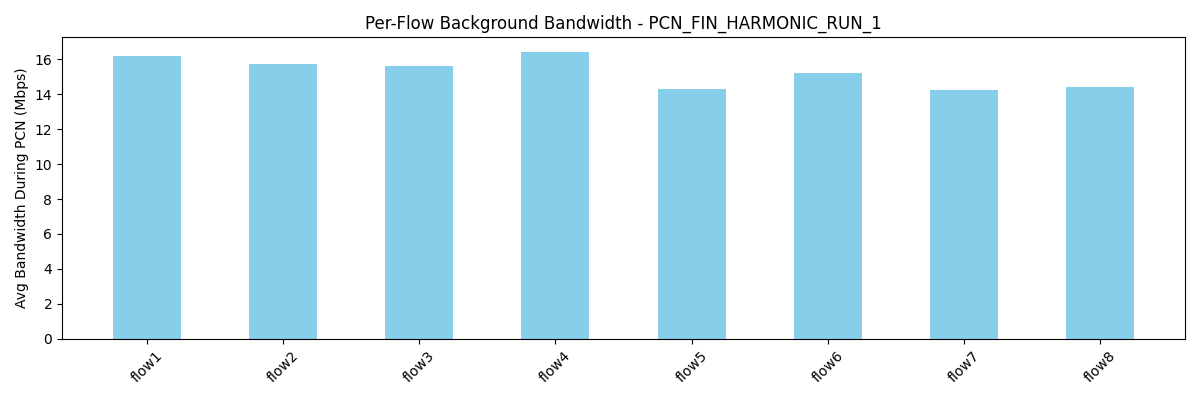 Per-Flow Background Bandwidth - PCN_FIN_HARMONIC_RUN_1
Avg Bandwidth During PCN (Mbps)
16
14
12
10
8
6
4
2
0
flow1
flow2
flow3
flow4
flow5
flow6
flow7
flow8